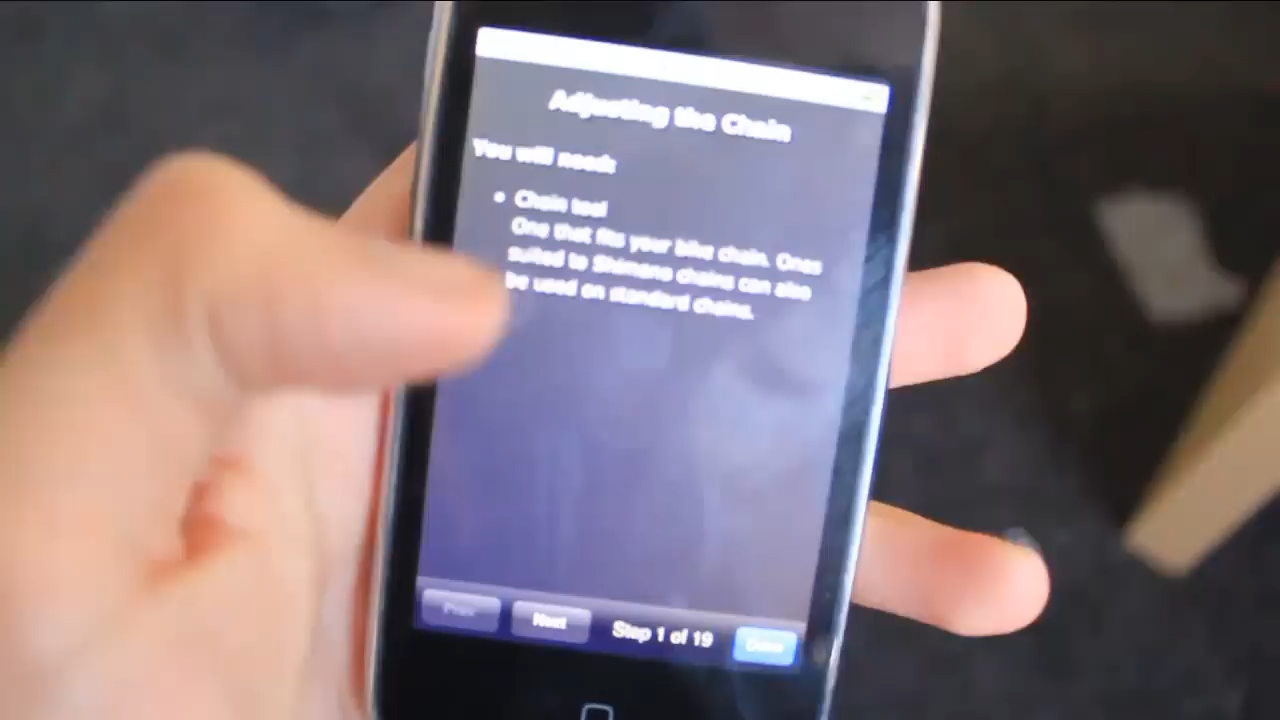 Adjusting the Chain
You will need:
• Chain tool
One that fits your bike chain. Ones
suited to Shimano chains can also
be used on standard chains.
Prev
Next
Step 1 of 19
Done